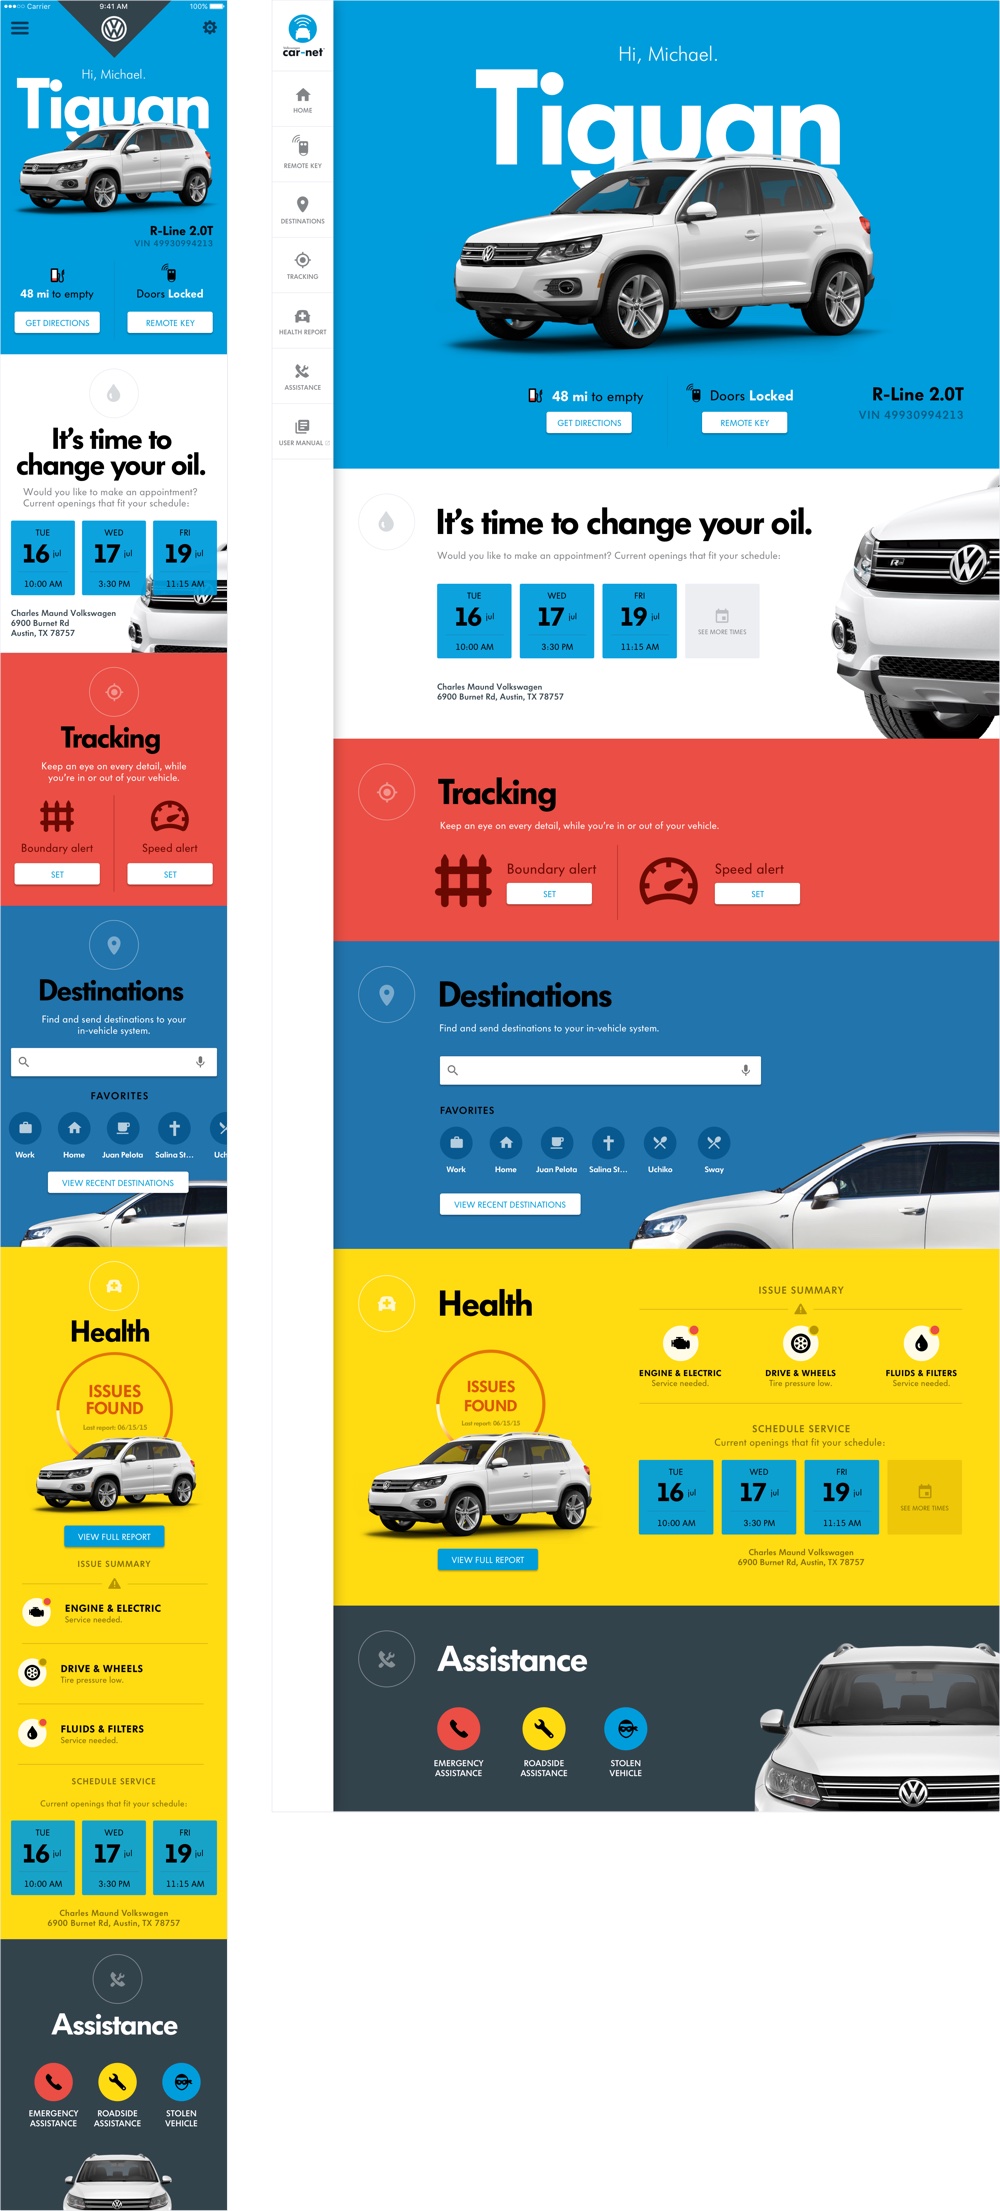 Carrier
9:41 AM
100%
Hi, Michael.
Tiguan
R-Line 2.0T
VIN 49930994213
48 mi to empty
Doors Locked
GET DIRECTIONS
REMOTE KEY
It's time to
change your oil.
Would you like to make an appointment?
Current openings that fit your schedule:
TUE WED FRI
16 jul 17 jul 19 jul
10:00 AM 3:30 PM 11:15 AM
Charles Maund Volkswagen
6900 Burnet Rd
Austin, TX 78757
Tracking
Keep an eye on every detail, while
you're in or out of your vehicle.
Boundary alert Speed alert
SET SET
Destinations
Find and send destinations to your
in-vehicle system.
FAVORITES
Work Home Juan Pelota Salina St... Uch
VIEW RECENT DESTINATIONS
Health
ISSUES
FOUND
Last report: 06/15/15
VIEW FULL REPORT
ISSUE SUMMARY
ENGINE & ELECTRIC
Service needed.
DRIVE & WHEELS
Tire pressure low.
FLUIDS & FILTERS
Service needed.
SCHEDULE SERVICE
Current openings that fit your schedule:
TUE WED FRI
16 jul 17 jul 19 jul
10:00 AM 3:30 PM 11:15 AM
Charles Maund Volkswagen
6900 Burnet Rd, Austin, TX 78757
Assistance
EMERGENCY
ASSISTANCE
ROADSIDE
ASSISTANCE
STOLEN
VEHICLE
car-net
HOME
REMOTE KEY
DESTINATIONS
TRACKING
HEALTH REPORT
ASSISTANCE
USER MANUAL
Hi, Michael.
Tiguan
48 mi to empty
GET DIRECTIONS
Doors Locked
REMOTE KEY
R-Line 2.0T
VIN 49930994213
It's time to change your oil.
Would you like to make an appointment? Current openings that fit your schedule:
TUE WED FRI
16 jul 17 jul 19 jul
10:00 AM 3:30 PM 11:15 AM
SEE MORE TIMES
Charles Maund Volkswagen
6900 Burnet Rd, Austin, TX 78757
Tracking
Keep an eye on every detail, while you're in or out of your vehicle.
Boundary alert
SET
Speed alert
SET
Destinations
Find and send destinations to your in-vehicle system.
FAVORITES
Work Home Juan Pelota Salina St... Uchiko Sway
VIEW RECENT DESTINATIONS
Health
ISSUES
FOUND
Last report: 06/15/15
VIEW FULL REPORT
ISSUE SUMMARY
ENGINE & ELECTRIC
Service needed.
DRIVE & WHEELS
Tire pressure low.
FLUIDS & FILTERS
Service needed.
SCHEDULE SERVICE
Current openings that fit your schedule:
TUE WED FRI
16 jul 17 jul 19 jul
10:00 AM 3:30 PM 11:15 AM
SEE MORE TIMES
Charles Maund Volkswagen
6900 Burnet Rd, Austin, TX 78757
Assistance
EMERGENCY
ASSISTANCE
ROADSIDE
ASSISTANCE
STOLEN
VEHICLE